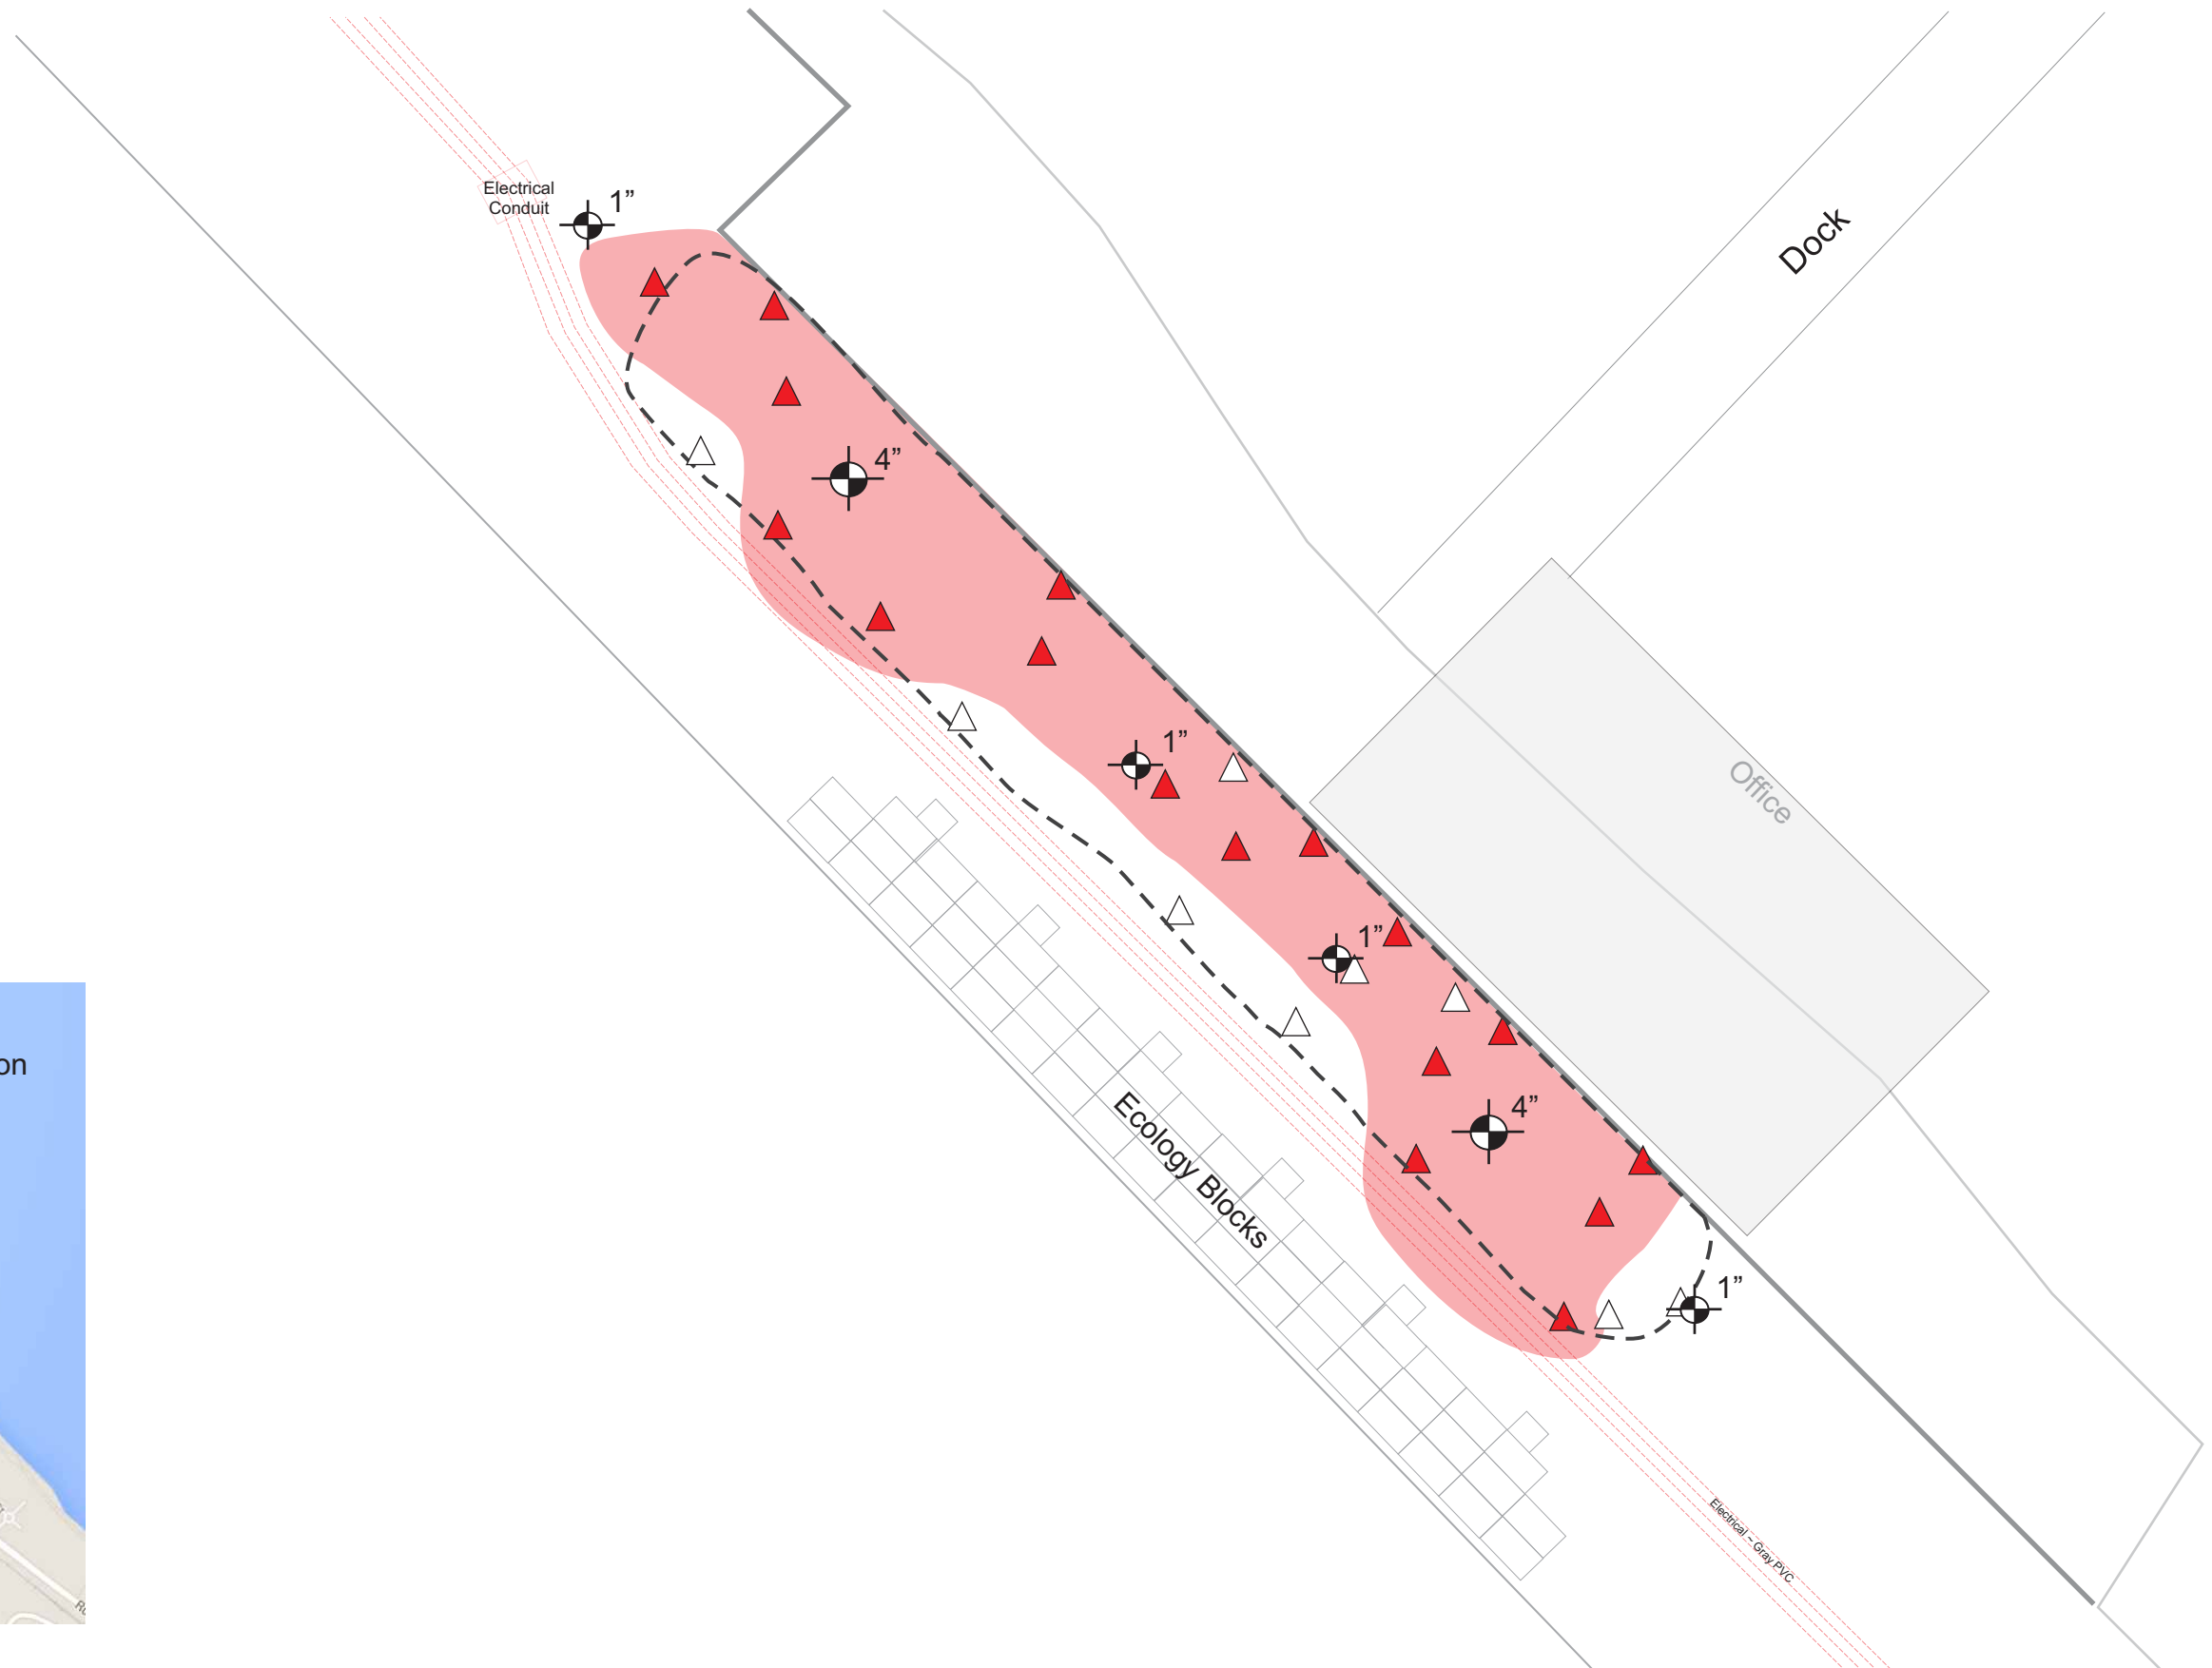 Electrical
Conduit
1”
Dock
4”
1”
Office
1”
on
4”
Ecology Blocks
1”
Electrical ~ Gray PVC